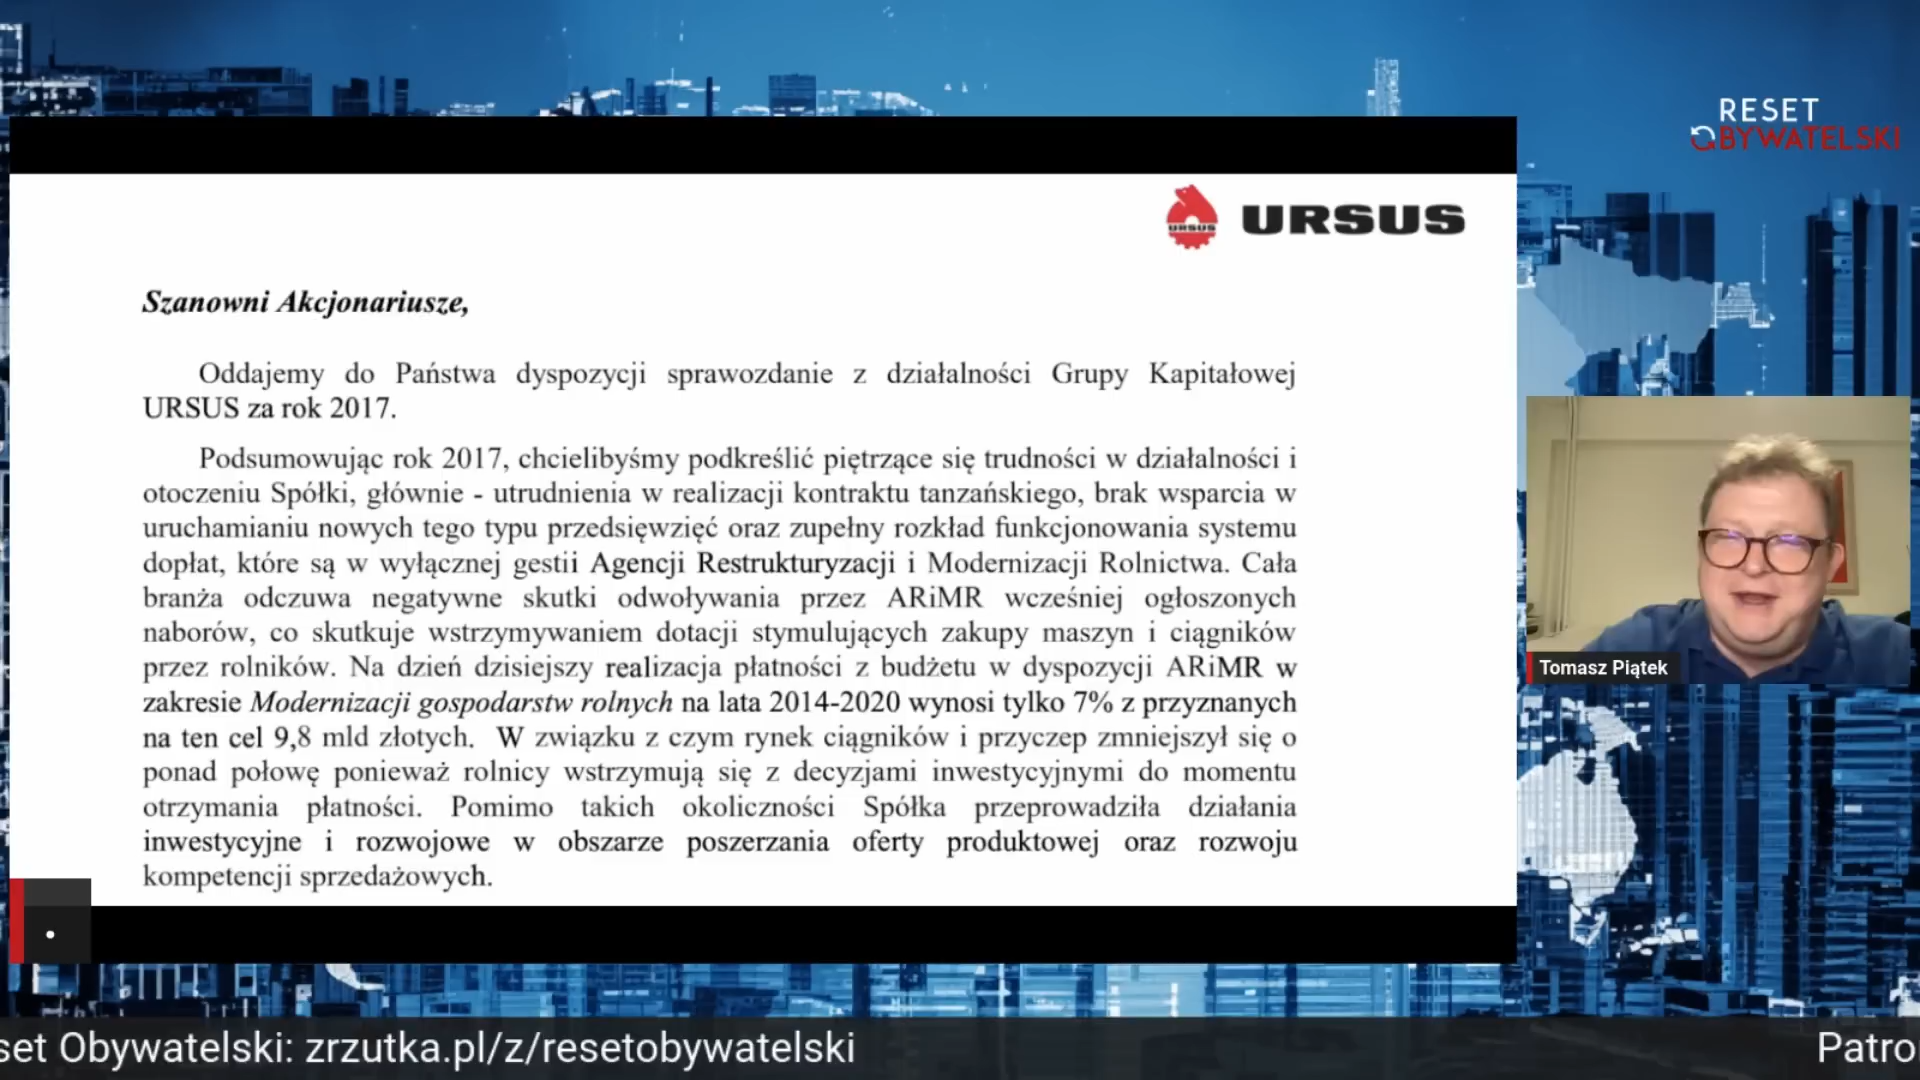 RESET
OBYWATELSKI
URSUS
URSUS
Szanowni Akcjonariusze,
Oddajemy do Państwa dyspozycji sprawozdanie z działalności Grupy Kapitałowej
URSUS za rok 2017.
Podsumowując rok 2017, chcielibyśmy podkreślić piętrzące się trudności w działalności i
otoczeniu Spółki, głównie - utrudnienia w realizacji kontraktu tanzańskiego, brak wsparcia w
uruchamianiu nowych tego typu przedsięwzięć oraz zupełny rozkład funkcjonowania systemu
dopłat, które są w wyłącznej gestii Agencji Restrukturyzacji i Modernizacji Rolnictwa. Cała
branża odczuwa negatywne skutki odwoływania przez ARiMR wcześniej ogłoszonych
naborów, co skutkuje wstrzymywaniem dotacji stymulujących zakupy maszyn i ciągników
przez rolników. Na dzień dzisiejszy realizacja płatności z budżetu w dyspozycji ARiMR w
zakresie Modernizacji gospodarstw rolnych na lata 2014-2020 wynosi tylko 7% z przyznanych
na ten cel 9,8 mld złotych. W związku z czym rynek ciągników i przyczep zmniejszył się o
ponad połowę ponieważ rolnicy wstrzymują się z decyzjami inwestycyjnymi do momentu
otrzymania płatności. Pomimo takich okoliczności Spółka przeprowadziła działania
inwestycyjne i rozwojowe w obszarze poszerzania oferty produktowej oraz rozwoju
kompetencji sprzedażowych.
Tomasz Piątek
set Obywatelski: zrzutka.pl/z/resetobywatelski
Patro